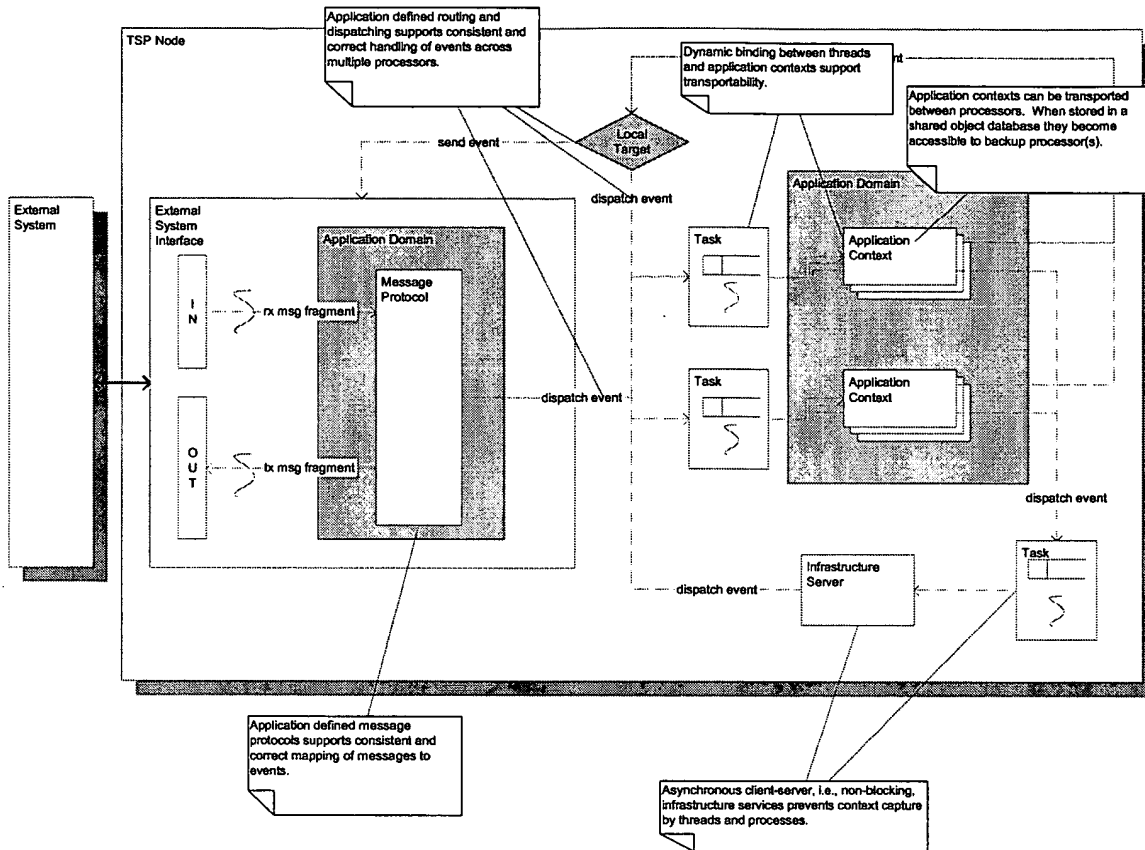 TSP Node
Application defined routing and
dispatching supports consistent and
correct handling of events across
multiple processors.
Dynamic binding between threads
and application contexts support
transportability.
Application contexts can be transported
between processors. When stored in a
shared object database they become
accessible to backup processor(s).
Local
Target
send event
dispatch event
External
System
External
System
Interface
Application Domain
Message
Protocol
I
N
rx msg fragment
O
U
T
tx msg fragment
dispatch event
Application Domain
Task
Application
Context
Task
Application
Context
dispatch event
Task
Infrastructure
Server
dispatch event
Application defined message
protocols supports consistent and
correct mapping of messages to
events.
Asynchronous client-server, i.e., non-blocking,
infrastructure services prevents context capture
by threads and processes.